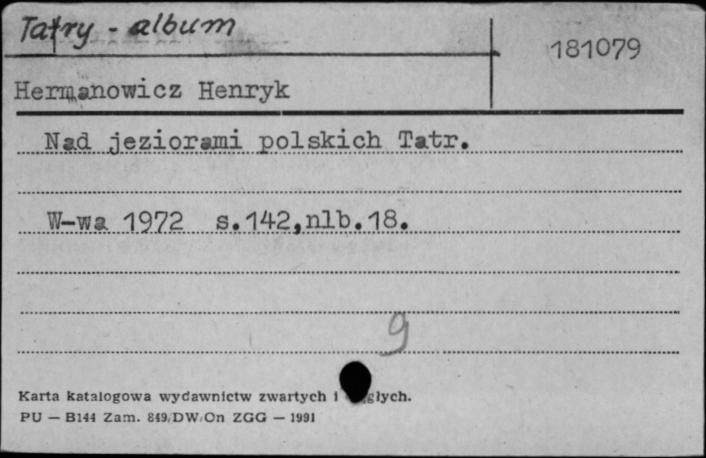 Tatry - album
181079
Hermanowicz Henryk
Nad jeziorami polskich Tatr.
W-wa 1972 s.142,nlb.18.
9
Karta katalogowa wydawnictw zwartych i
PU — B144 Zam. 849/DW/On ZGG — 1991